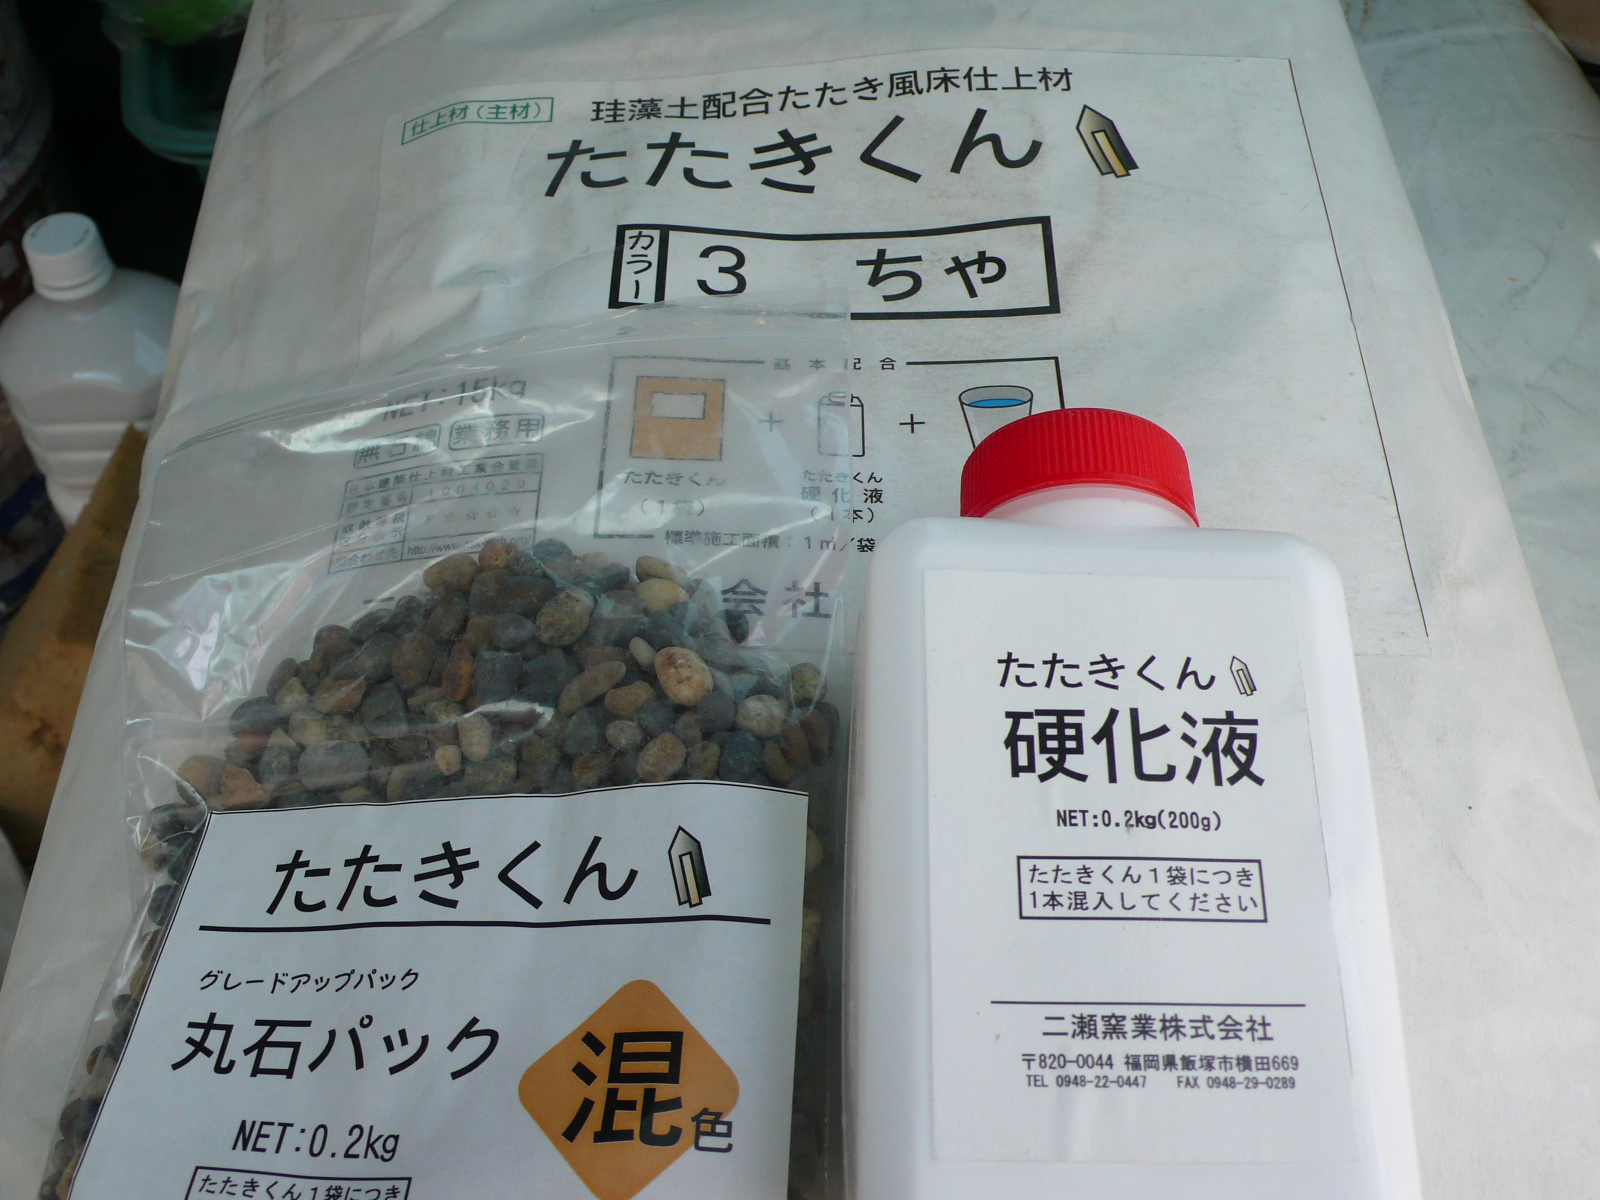 仕上材(主材)
珪藻土配合たたき風床仕上材
たたきくん
カラー
3 ちゃ
基本配合
NET:15kg
業務用
たたきくん
(1袋)
+
たたきくん
硬化液
(1本)
+
標準施工面積:1㎡/袋
会社
たたきくん
グレードアップパック
丸石パック
混色
NET:0.2kg
たたきくん1袋につき
たたきくん
硬化液
NET:0.2kg(200g)
たたきくん1袋につき
1本混入してください
二瀬窯業株式会社
〒820-0044 福岡県飯塚市横田669
TEL 0948-22-0447 FAX 0948-29-0289